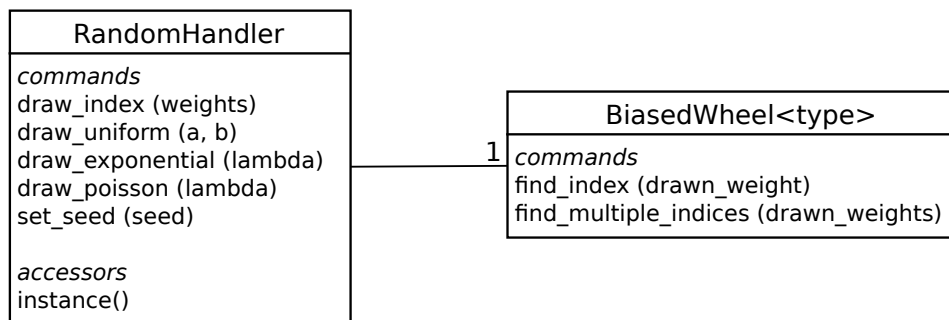 RandomHandler
commands
draw_index (weights)
draw_uniform (a, b)
draw_exponential (lambda)
draw_poisson (lambda)
set_seed (seed)
accessors
instance()
1
BiasedWheel<type>
commands
find_index (drawn_weight)
find_multiple_indices (drawn_weights)